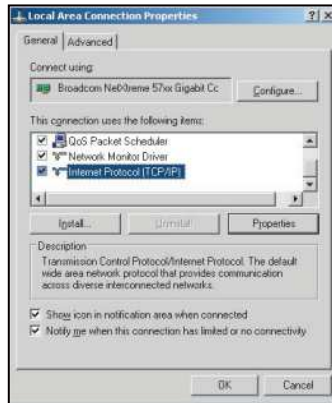 Local Area Connection Properties
General Advanced
Connect using:
Broadcom NetXtreme 57xx Gigabit Cc
Configure...
This connection uses the following items:
QoS Packet Scheduler
Network Monitor Driver
Internet Protocol (TCP/IP)
Install... Uninstall Properties
Description
Transmission Control Protocol/Internet Protocol. The default
wide area network protocol that provides communication
across diverse interconnected networks.
Show icon in notification area when connected
Notify me when this connection has limited or no connectivity
OK Cancel